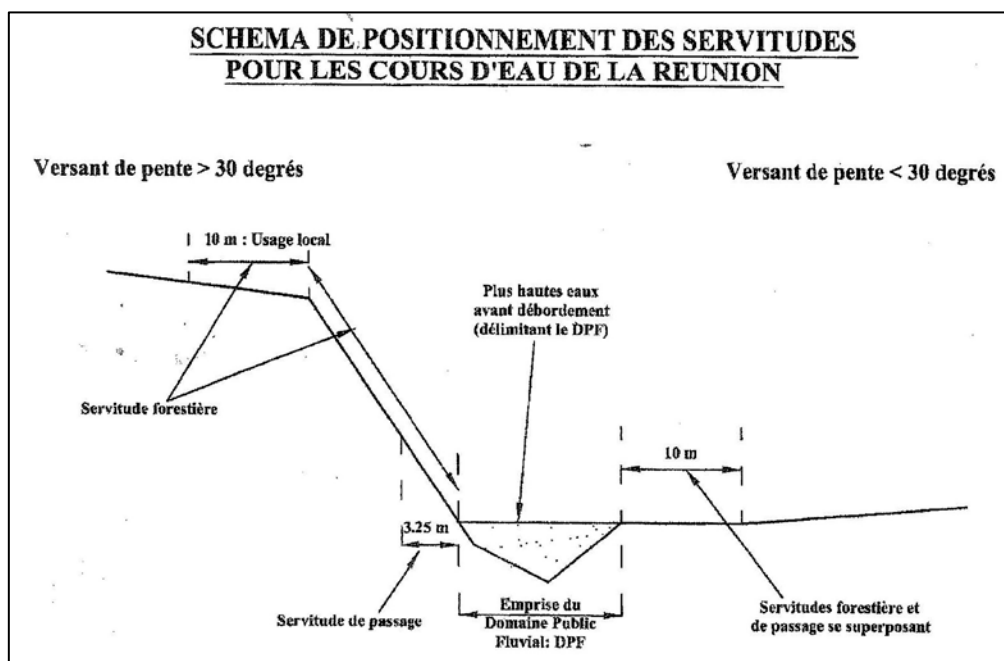 SCHEMA DE POSITIONNEMENT DES SERVITUDES
POUR LES COURS D'EAU DE LA REUNION
Versant de pente > 30 degrés
Versant de pente < 30 degrés
10 m : Usage local
Plus hautes eaux
avant débordement
(délimitant le DPF)
Servitude forestière
10 m
3.25 m
Servitude de passage
Emprise du
Domaine Public
Fluvial: DPF
Servitudes forestière et
de passage se superposant